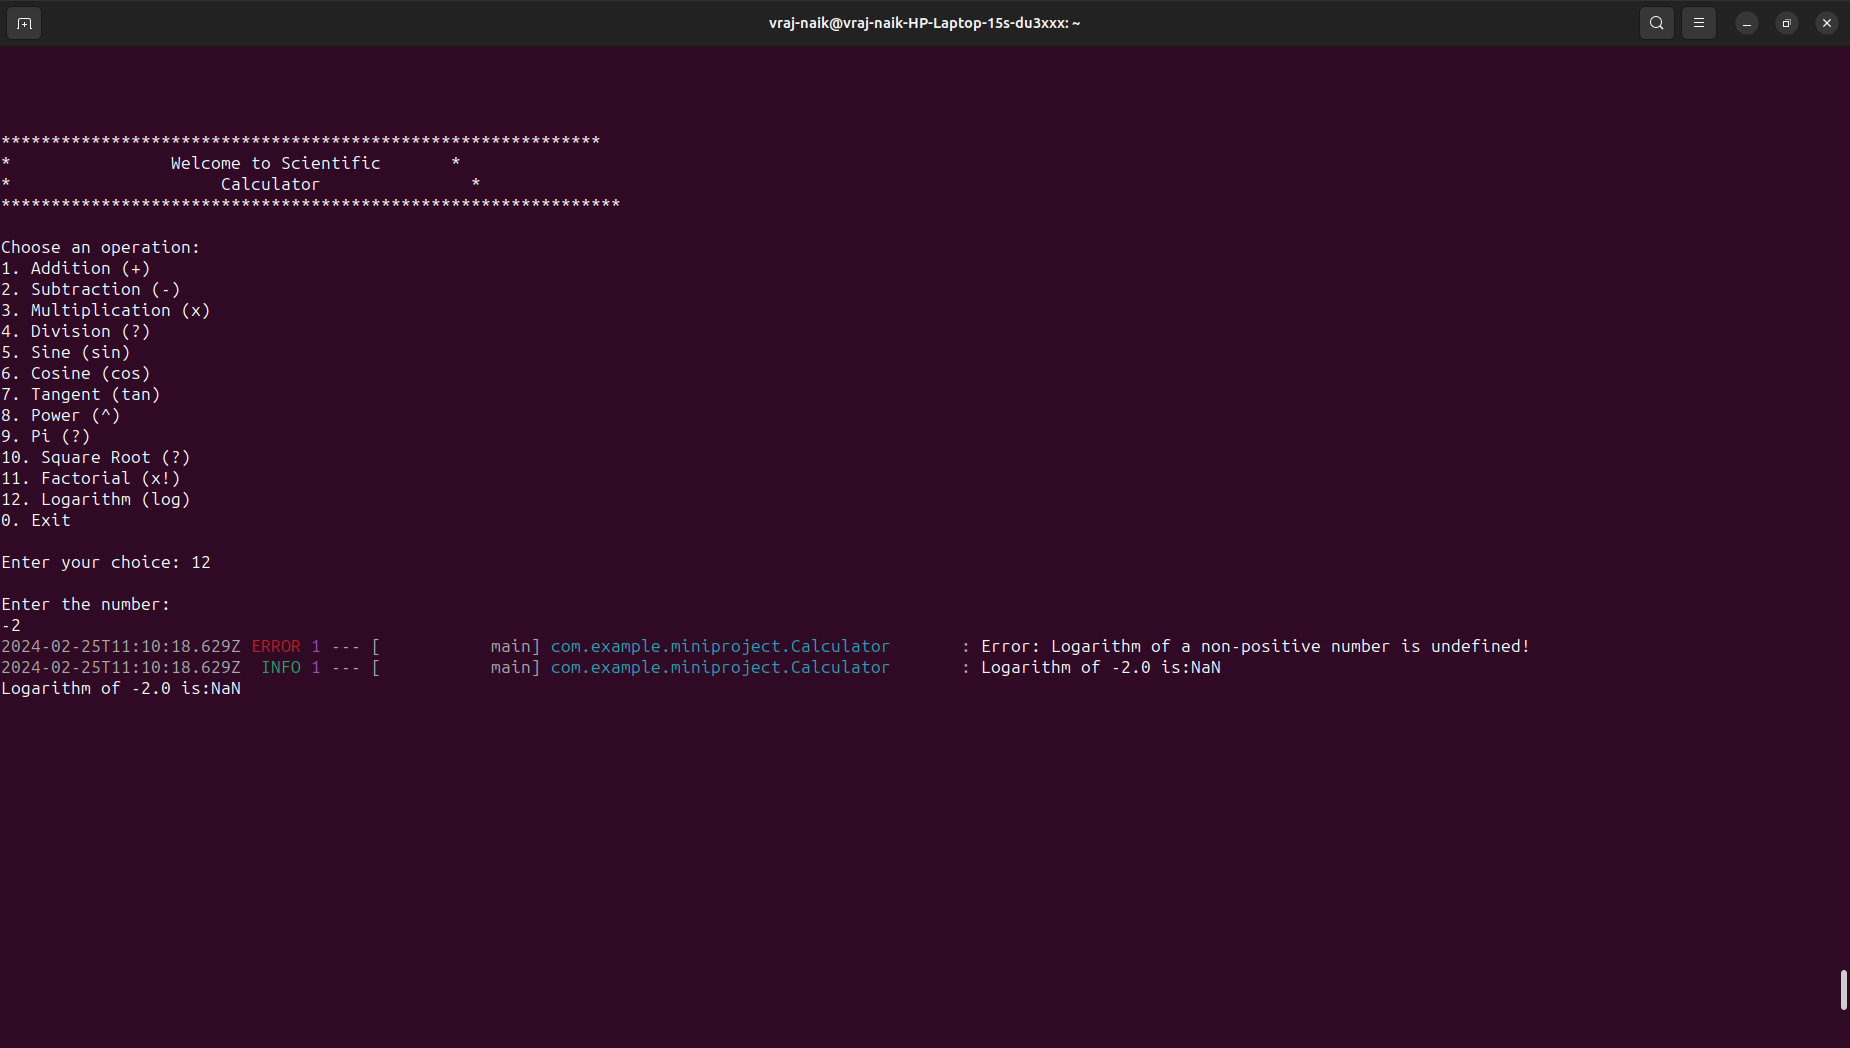 vraj-naik@vraj-naik-HP-Laptop-15s-du3xxx: ~
************************************************************
*                Welcome to Scientific       *
*                     Calculator               *
**************************************************************
Choose an operation:
1. Addition (+)
2. Subtraction (-)
3. Multiplication (x)
4. Division (?)
5. Sine (sin)
6. Cosine (cos)
7. Tangent (tan)
8. Power (^)
9. Pi (?)
10. Square Root (?)
11. Factorial (x!)
12. Logarithm (log)
0. Exit
Enter your choice: 12
Enter the number:
-2
2024-02-25T11:10:18.629Z ERROR 1 --- [           main] com.example.miniproject.Calculator       : Error: Logarithm of a non-positive number is undefined!
2024-02-25T11:10:18.629Z  INFO 1 --- [           main] com.example.miniproject.Calculator       : Logarithm of -2.0 is:NaN
Logarithm of -2.0 is:NaN